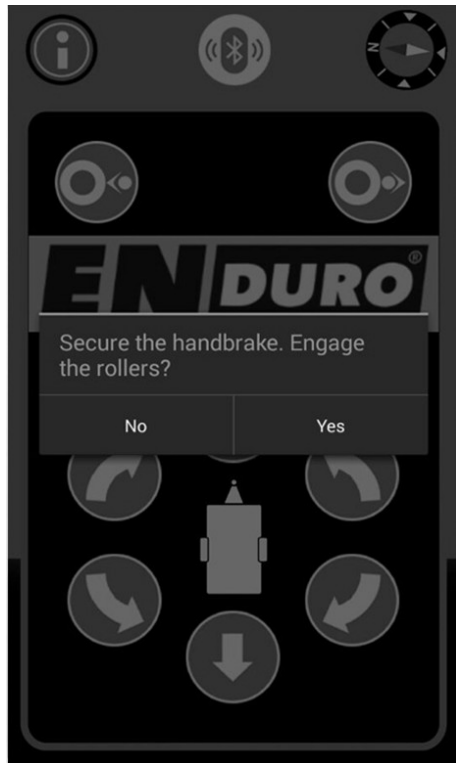 N
ENDURO®
Secure the handbrake. Engage
the rollers?
No Yes